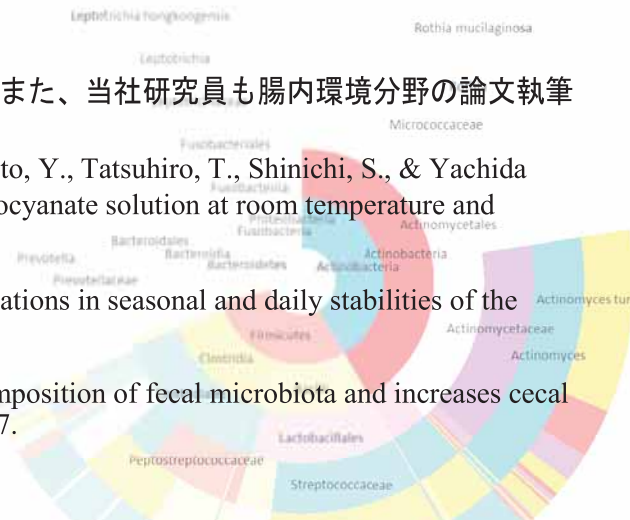 Leptotrichia hongkongensis
Rothia mucilaginosa
Leptotrichia
また、当社研究員も腸内環境分野の論文執筆
Micrococcaceae
Fusobacteriales
to, Y., Tatsuhiro, T., Shinichi, S., & Yachida
Fusobacteriia
ocyanate solution at room temperature and
Proteobacteria
Actinomycetales
Fusobacteria
Bacteroidales
Bacteroidia
Actinobacteria
Prevotella
Bacteroidetes
Actinobacteria
Prevotellaceae
ations in seasonal and daily stabilities of the
Actinomyces tur
Actinomycetaceae
Firmicutes
Actinomyces
Clostridia
mposition of fecal microbiota and increases cecal
7.
Lactobacillales
Peptostreptococcaceae
Streptococcaceae